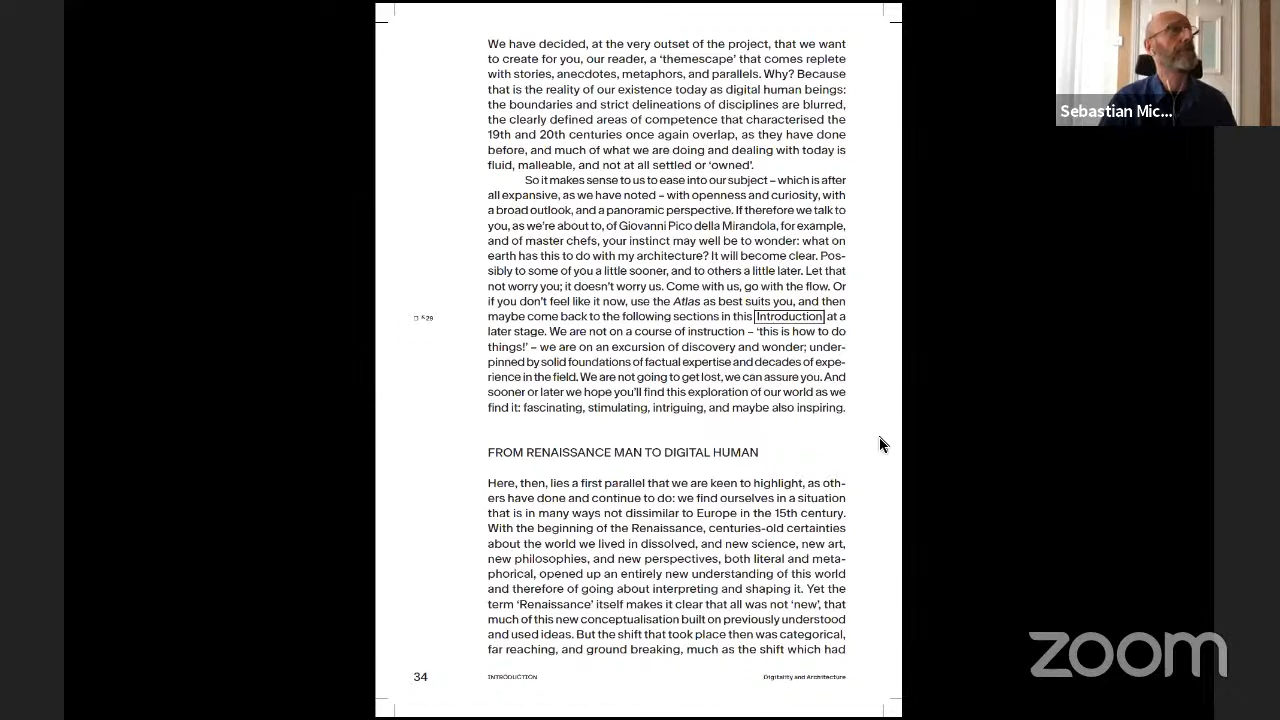 We have decided, at the very outset of the project, that we want
to create for you, our reader, a ‘themescape’ that comes replete
with stories, anecdotes, metaphors, and parallels. Why? Because
that is the reality of our existence today as digital human beings:
the boundaries and strict delineations of disciplines are blurred,
the clearly defined areas of competence that characterised the
19th and 20th centuries once again overlap, as they have done
before, and much of what we are doing and dealing with today is
fluid, malleable, and not at all settled or ‘owned’.
So it makes sense to us to ease into our subject – which is after
all expansive, as we have noted – with openness and curiosity, with
a broad outlook, and a panoramic perspective. If therefore we talk to
you, as we’re about to, of Giovanni Pico della Mirandola, for example,
and of master chefs, your instinct may well be to wonder: what on
earth has this to do with my architecture? It will become clear. Pos-
sibly to some of you a little sooner, and to others a little later. Let that
not worry you; it doesn’t worry us. Come with us, go with the flow. Or
if you don’t feel like it now, use the Atlas as best suits you, and then
maybe come back to the following sections in this Introduction at a
later stage. We are not on a course of instruction – ‘this is how to do
things!’ – we are on an excursion of discovery and wonder; under-
pinned by solid foundations of factual expertise and decades of expe-
rience in the field. We are not going to get lost, we can assure you. And
sooner or later we hope you’ll find this exploration of our world as we
find it: fascinating, stimulating, intriguing, and maybe also inspiring.
FROM RENAISSANCE MAN TO DIGITAL HUMAN
Here, then, lies a first parallel that we are keen to highlight, as oth-
ers have done and continue to do: we find ourselves in a situation
that is in many ways not dissimilar to Europe in the 15th century.
With the beginning of the Renaissance, centuries-old certainties
about the world we lived in dissolved, and new science, new art,
new philosophies, and new perspectives, both literal and meta-
phorical, opened up an entirely new understanding of this world
and therefore of going about interpreting and shaping it. Yet the
term ‘Renaissance’ itself makes it clear that all was not ‘new’, that
much of this new conceptualisation built on previously understood
and used ideas. But the shift that took place then was categorical,
far reaching, and ground breaking, much as the shift which had
34 INTRODUCTION Digitality and Architecture
Sebastian Mic...
zoom